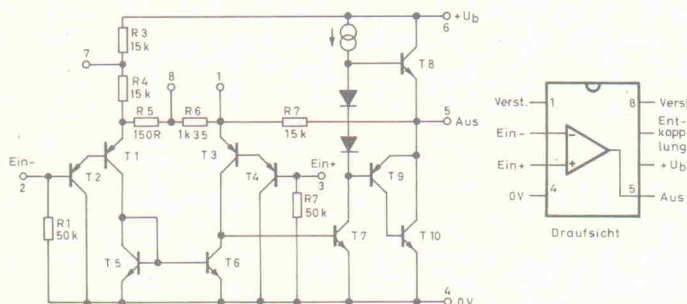 +Ub
6
R3
15k
7
R4
15k
8
1
T8
R5
150R
R6
1k35
R7
15k
5
Aus
Ein-
2
T1
T2
T3
T4
Ein+
3
T9
R1
50k
R7
50k
T7
T10
T5
T6
4
0V
Verst.
1
8
Verst
Ein-
Ent-
kopp
lung
Ein+
+Ub
0V
4
5
Aus
Draufsicht